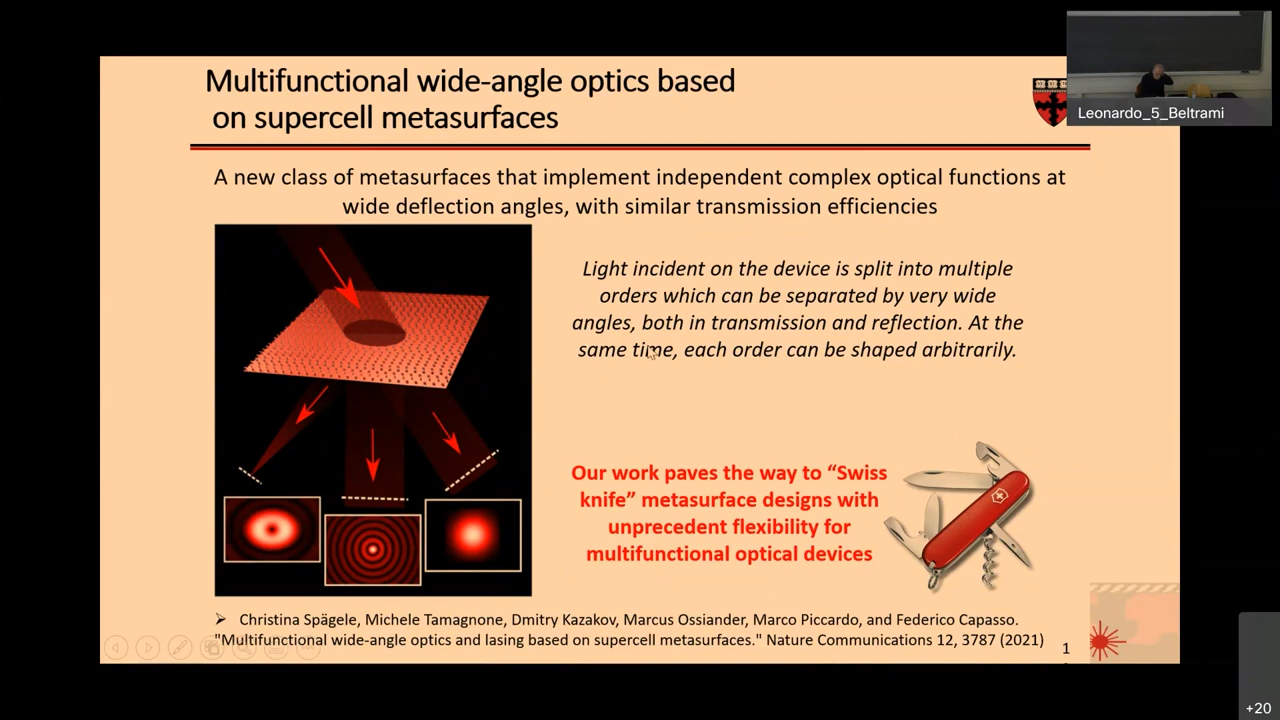 Multifunctional wide-angle optics based
on supercell metasurfaces
Leonardo_5_Beltrami
A new class of metasurfaces that implement independent complex optical functions at
wide deflection angles, with similar transmission efficiencies
Light incident on the device is split into multiple
orders which can be separated by very wide
angles, both in transmission and reflection. At the
same time, each order can be shaped arbitrarily.
Our work paves the way to “Swiss
knife” metasurface designs with
unprecedent flexibility for
multifunctional optical devices
➢ Christina Spägele, Michele Tamagnone, Dmitry Kazakov, Marcus Ossiander, Marco Piccardo, and Federico Capasso.
"Multifunctional wide-angle optics and lasing based on supercell metasurfaces." Nature Communications 12, 3787 (2021)
1
+20